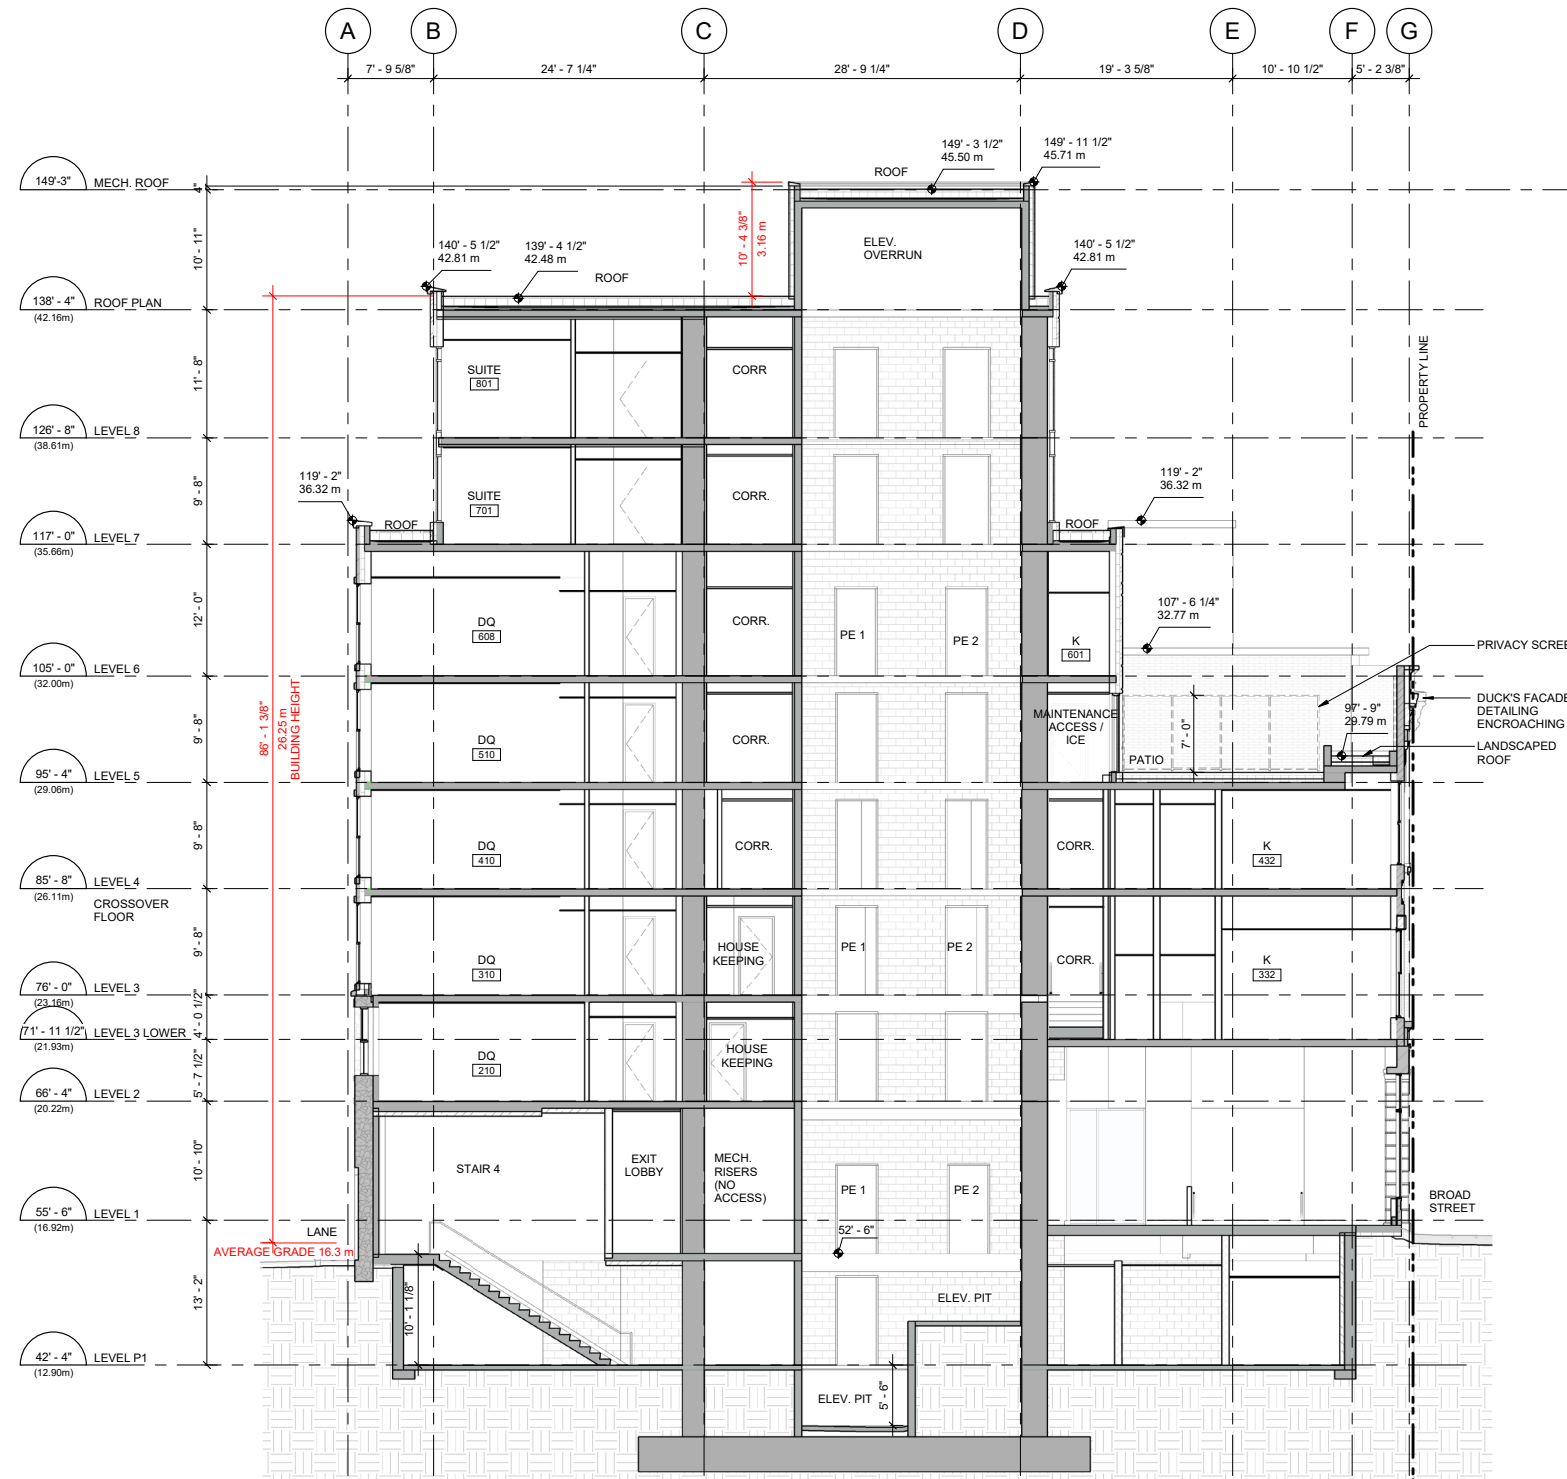 A
B
C
D
E
F
G
7' - 9 5/8"
24' - 7 1/4"
28' - 9 1/4"
19' - 3 5/8"
10' - 10 1/2"
5' - 2 3/8"
149'-3"
MECH. ROOF
4"
ROOF
149' - 3 1/2"
45.50 m
149' - 11 1/2"
45.71 m
10' - 11"
10' - 4 3/8"
3.16 m
ELEV.
OVERRUN
140' - 5 1/2"
42.81 m
139' - 4 1/2"
42.48 m
ROOF
140' - 5 1/2"
42.81 m
138' - 4"
ROOF PLAN
(42.16m)
11' - 8"
SUITE
801
CORR
PROPERTY LINE
126' - 8"
LEVEL 8
(38.61m)
9' - 8"
SUITE
701
CORR.
119' - 2"
36.32 m
ROOF
119' - 2"
36.32 m
ROOF
117' - 0"
LEVEL 7
(35.66m)
12' - 0"
DQ
608
CORR.
PE 1
PE 2
K
601
107' - 6 1/4"
32.77 m
PRIVACY SCREE
105' - 0"
LEVEL 6
(32.00m)
86' - 1 3/8"
26.25 m
BUILDING HEIGHT
9' - 8"
DQ
510
CORR.
MAINTENANCE
ACCESS /
ICE
PATIO
7' - 0"
97' - 9"
29.79 m
DUCK'S FACADE
DETAILING
ENCROACHING
LANDSCAPED
ROOF
95' - 4"
LEVEL 5
(29.06m)
9' - 8"
DQ
410
CORR.
CORR.
K
432
85' - 8"
LEVEL 4
(26.11m)
CROSSOVER
FLOOR
9' - 8"
DQ
310
HOUSE
KEEPING
PE 1
PE 2
CORR.
K
332
76' - 0"
LEVEL 3
(23.16m)
4' - 0 1/2"
71' - 11 1/2"
LEVEL 3 LOWER
(21.93m)
5' - 7 1/2"
DQ
210
HOUSE
KEEPING
66' - 4"
LEVEL 2
(20.22m)
10' - 10"
STAIR 4
EXIT
LOBBY
MECH.
RISERS
(NO
ACCESS)
PE 1
PE 2
55' - 6"
LEVEL 1
(16.92m)
BROAD
STREET
LANE
AVERAGE GRADE 16.3 m
52' - 6"
13' - 2"
10' - 1 1/8"
ELEV. PIT
42' - 4"
LEVEL P1
(12.90m)
ELEV. PIT
5' - 6"